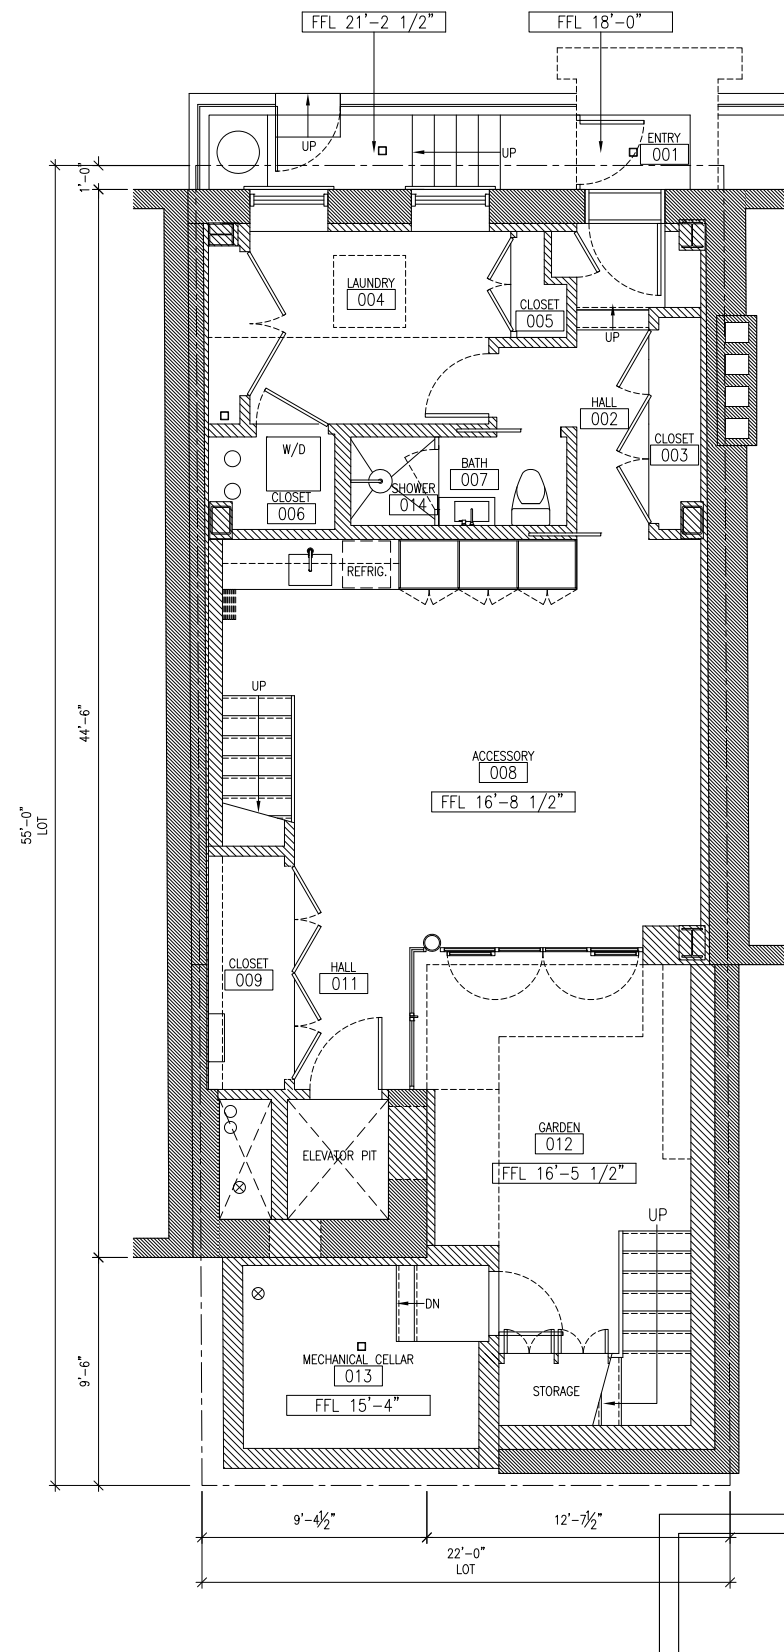 FFL 21'-2 1/2"
FFL 18'-0"
UP
UP
ENTRY
001
1'-0"
LAUNDRY
004
CLOSET
005
UP
HALL
002
CLOSET
003
W/D
CLOSET
006
SHOWER
014
BATH
007
REFRIG.
UP
44'-6"
55'-0"
LOT
ACCESSORY
008
FFL 16'-8 1/2"
CLOSET
009
HALL
011
ELEVATOR PIT
GARDEN
012
FFL 16'-5 1/2"
UP
DN
MECHANICAL CELLAR
013
FFL 15'-4"
STORAGE
9'-6"
9'-4½"
12'-7½"
22'-0"
LOT